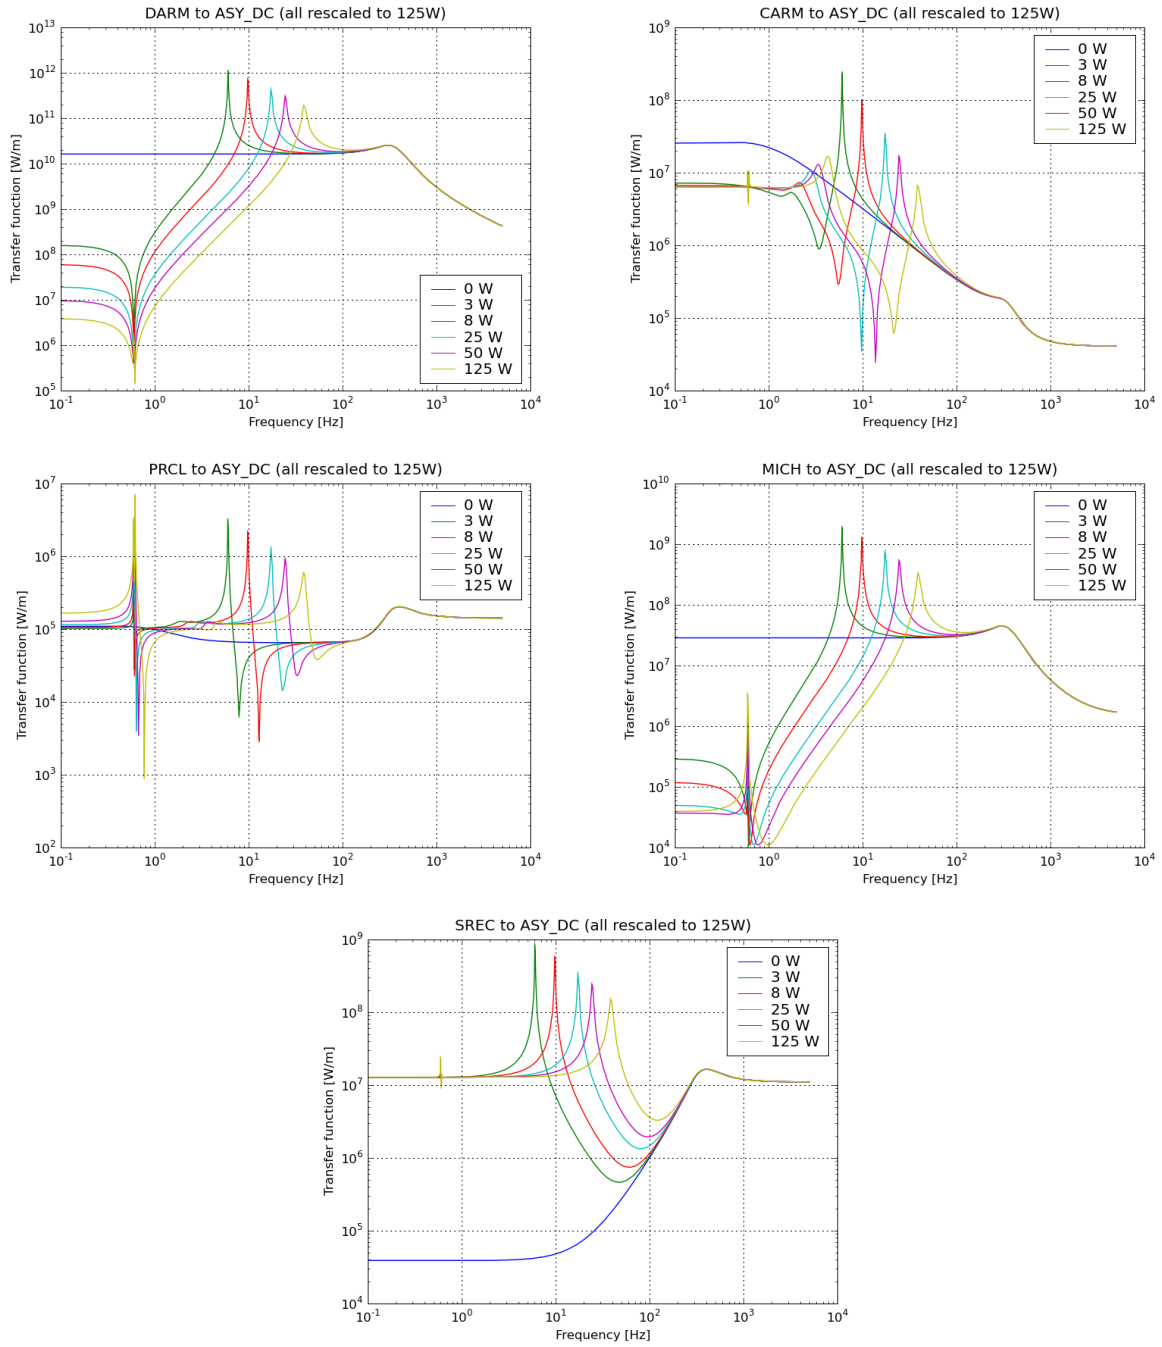 DARM to ASY_DC (all rescaled to 125W)
10^13
10^12
10^11
10^10
10^9
10^8
10^7
10^6
10^5
Transfer function [W/m]
0 W
3 W
8 W
25 W
50 W
125 W
10^-1 10^0 10^1 10^2 10^3 10^4
Frequency [Hz]
CARM to ASY_DC (all rescaled to 125W)
10^9
10^8
10^7
10^6
10^5
10^4
Transfer function [W/m]
0 W
3 W
8 W
25 W
50 W
125 W
10^-1 10^0 10^1 10^2 10^3 10^4
Frequency [Hz]
PRCL to ASY_DC (all rescaled to 125W)
10^7
10^6
10^5
10^4
10^3
10^2
Transfer function [W/m]
0 W
3 W
8 W
25 W
50 W
125 W
10^-1 10^0 10^1 10^2 10^3 10^4
Frequency [Hz]
MICH to ASY_DC (all rescaled to 125W)
10^10
10^9
10^8
10^7
10^6
10^5
10^4
Transfer function [W/m]
0 W
3 W
8 W
25 W
50 W
125 W
10^-1 10^0 10^1 10^2 10^3 10^4
Frequency [Hz]
SREC to ASY_DC (all rescaled to 125W)
10^9
10^8
10^7
10^6
10^5
10^4
Transfer function [W/m]
0 W
3 W
8 W
25 W
50 W
125 W
10^-1 10^0 10^1 10^2 10^3 10^4
Frequency [Hz]